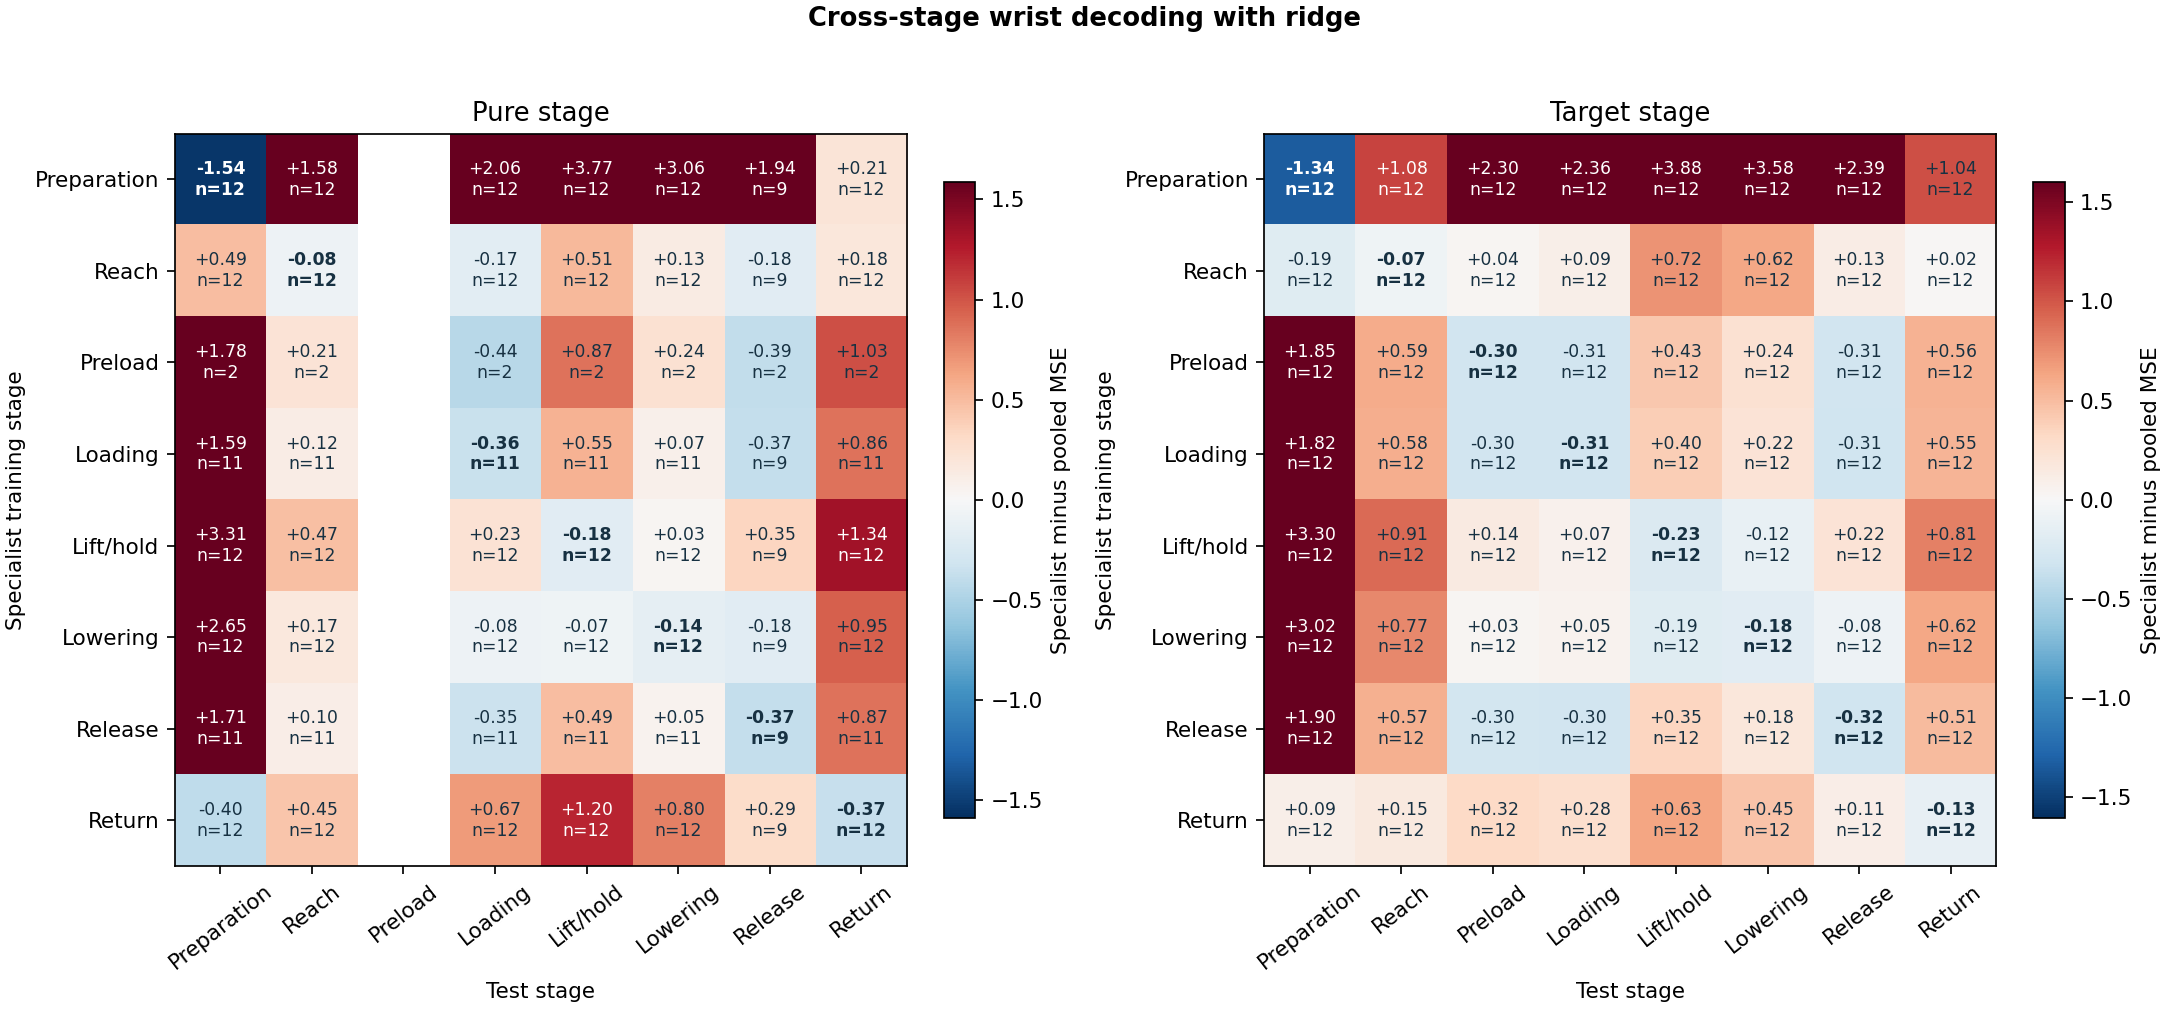 Cross-stage wrist decoding with ridge
Pure stage
Specialist training stage
Preparation
-1.54 +1.58 +2.06 +3.77 +3.06 +1.94 +0.21
n=12 n=12 n=12 n=12 n=12 n=9 n=12
Reach
+0.49 -0.08 -0.17 +0.51 +0.13 -0.18 +0.18
n=12 n=12 n=12 n=12 n=12 n=9 n=12
Preload
+1.78 +0.21 -0.44 +0.87 +0.24 -0.39 +1.03
n=2 n=2 n=2 n=2 n=2 n=2 n=2
Loading
+1.59 +0.12 -0.36 +0.55 +0.07 -0.37 +0.86
n=11 n=11 n=11 n=11 n=11 n=9 n=11
Lift/hold
+3.31 +0.47 +0.23 -0.18 +0.03 +0.35 +1.34
n=12 n=12 n=12 n=12 n=12 n=9 n=12
Lowering
+2.65 +0.17 -0.08 -0.07 -0.14 -0.18 +0.95
n=12 n=12 n=12 n=12 n=12 n=9 n=12
Release
+1.71 +0.10 -0.35 +0.49 +0.05 -0.37 +0.87
n=11 n=11 n=11 n=11 n=11 n=9 n=11
Return
-0.40 +0.45 +0.67 +1.20 +0.80 +0.29 -0.37
n=12 n=12 n=12 n=12 n=12 n=9 n=12
Preparation Reach Preload Loading Lift/hold Lowering Release Return
Test stage
1.5
1.0
0.5
0.0
−0.5
−1.0
−1.5
Specialist minus pooled MSE
Target stage
Specialist training stage
Preparation
-1.34 +1.08 +2.30 +2.36 +3.88 +3.58 +2.39 +1.04
n=12 n=12 n=12 n=12 n=12 n=12 n=12 n=12
Reach
-0.19 -0.07 +0.04 +0.09 +0.72 +0.62 +0.13 +0.02
n=12 n=12 n=12 n=12 n=12 n=12 n=12 n=12
Preload
+1.85 +0.59 -0.30 -0.31 +0.43 +0.24 -0.31 +0.56
n=12 n=12 n=12 n=12 n=12 n=12 n=12 n=12
Loading
+1.82 +0.58 -0.30 -0.31 +0.40 +0.22 -0.31 +0.55
n=12 n=12 n=12 n=12 n=12 n=12 n=12 n=12
Lift/hold
+3.30 +0.91 +0.14 +0.07 -0.23 -0.12 +0.22 +0.81
n=12 n=12 n=12 n=12 n=12 n=12 n=12 n=12
Lowering
+3.02 +0.77 +0.03 +0.05 -0.19 -0.18 -0.08 +0.62
n=12 n=12 n=12 n=12 n=12 n=12 n=12 n=12
Release
+1.90 +0.57 -0.30 -0.30 +0.35 +0.18 -0.32 +0.51
n=12 n=12 n=12 n=12 n=12 n=12 n=12 n=12
Return
+0.09 +0.15 +0.32 +0.28 +0.63 +0.45 +0.11 -0.13
n=12 n=12 n=12 n=12 n=12 n=12 n=12 n=12
Preparation Reach Preload Loading Lift/hold Lowering Release Return
Test stage
1.5
1.0
0.5
0.0
−0.5
−1.0
−1.5
Specialist minus pooled MSE